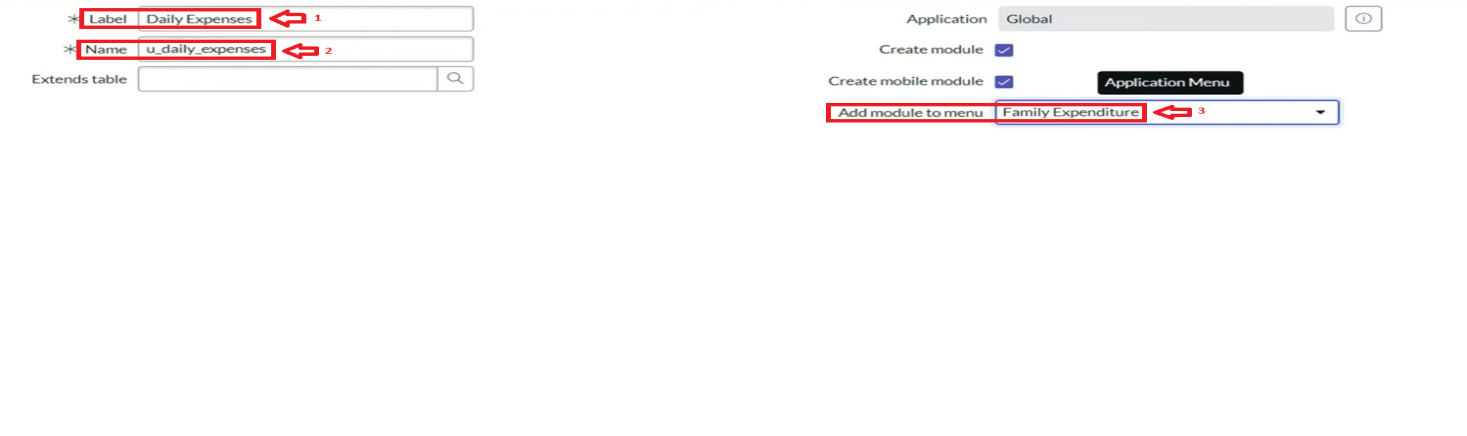 Label Daily Expenses 1
Name u_daily_expenses 2
Extends table
Application Global
Create module
Create mobile module Application Menu
Add module to menu Family Expenditure 3